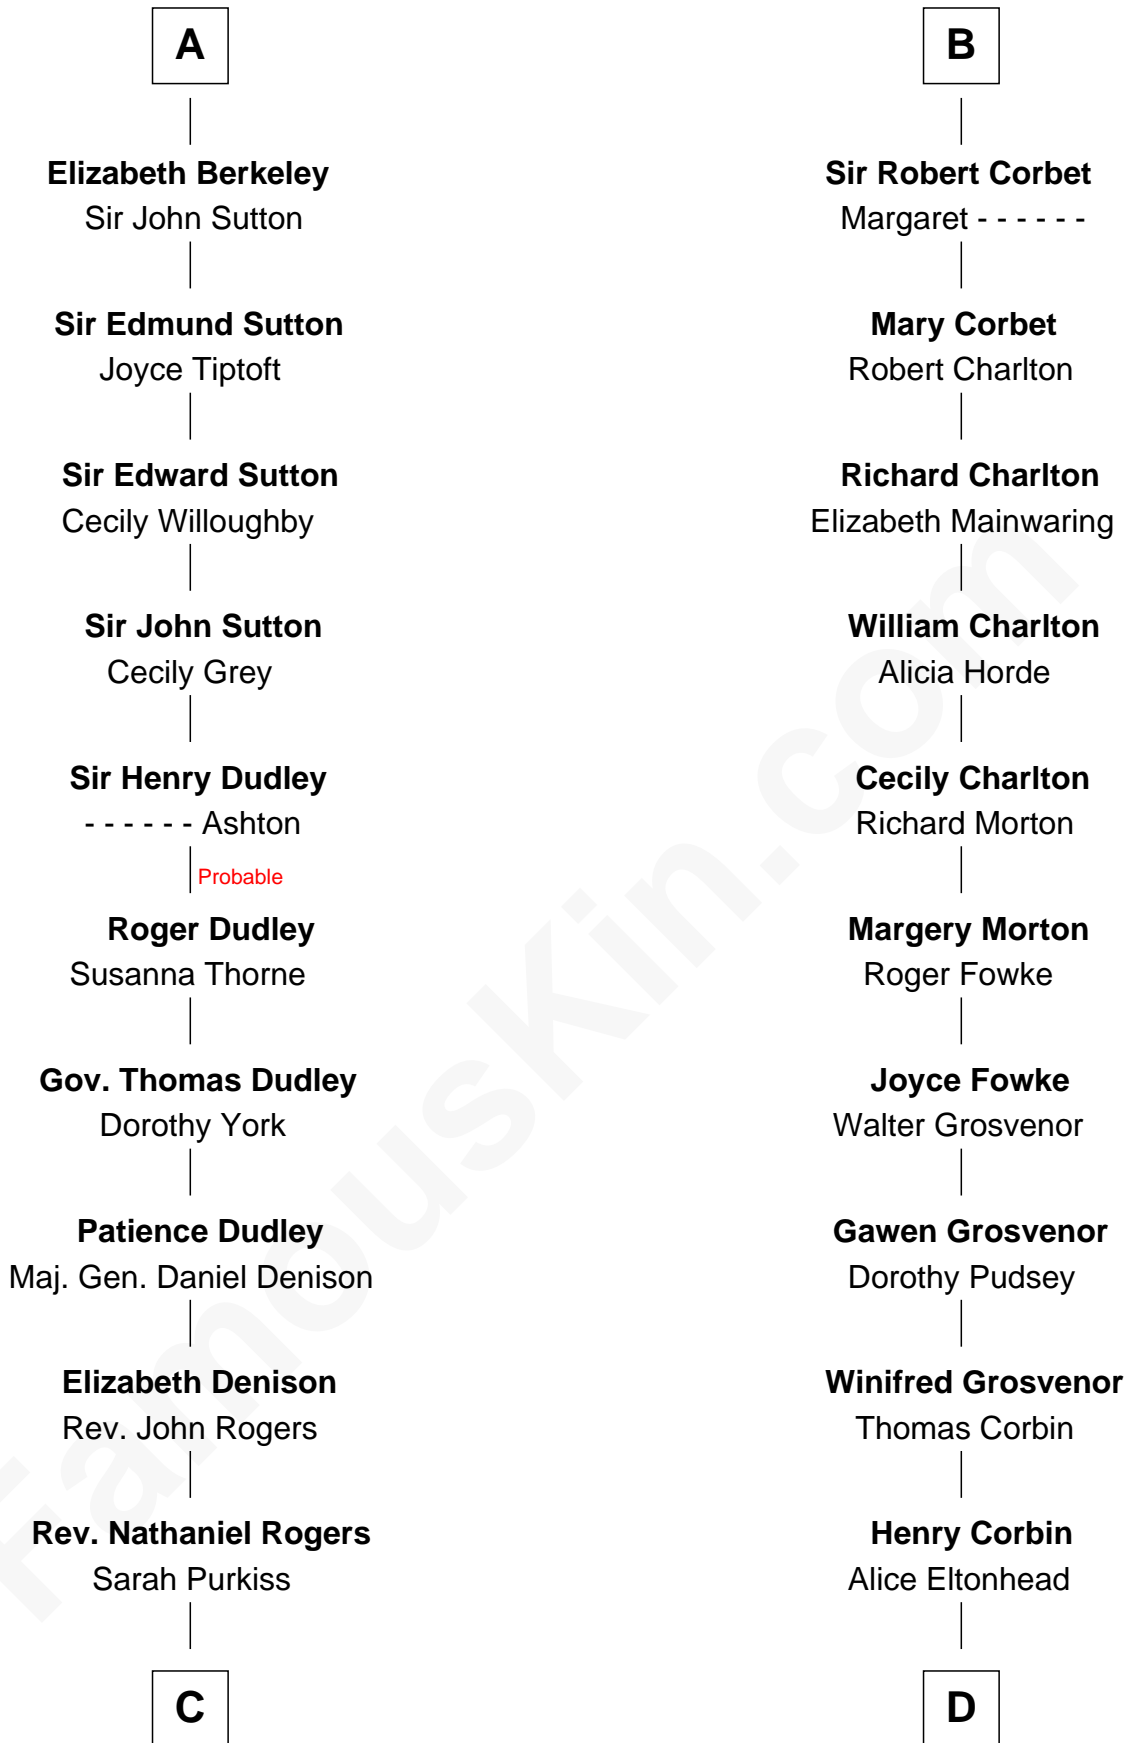 A
Elizabeth Berkeley
Sir John Sutton
Sir Edmund Sutton
Joyce Tiptoft
Sir Edward Sutton
Cecily Willoughby
Sir John Sutton
Cecily Grey
Sir Henry Dudley
- - - - - - Ashton
Probable
Roger Dudley
Susanna Thorne
Gov. Thomas Dudley
Dorothy York
Patience Dudley
Maj. Gen. Daniel Denison
Elizabeth Denison
Rev. John Rogers
Rev. Nathaniel Rogers
Sarah Purkiss
C
B
Sir Robert Corbet
Margaret - - - - - -
Mary Corbet
Robert Charlton
Richard Charlton
Elizabeth Mainwaring
William Charlton
Alicia Horde
Cecily Charlton
Richard Morton
Margery Morton
Roger Fowke
Joyce Fowke
Walter Grosvenor
Gawen Grosvenor
Dorothy Pudsey
Winifred Grosvenor
Thomas Corbin
Henry Corbin
Alice Eltonhead
D
FamousKin.com